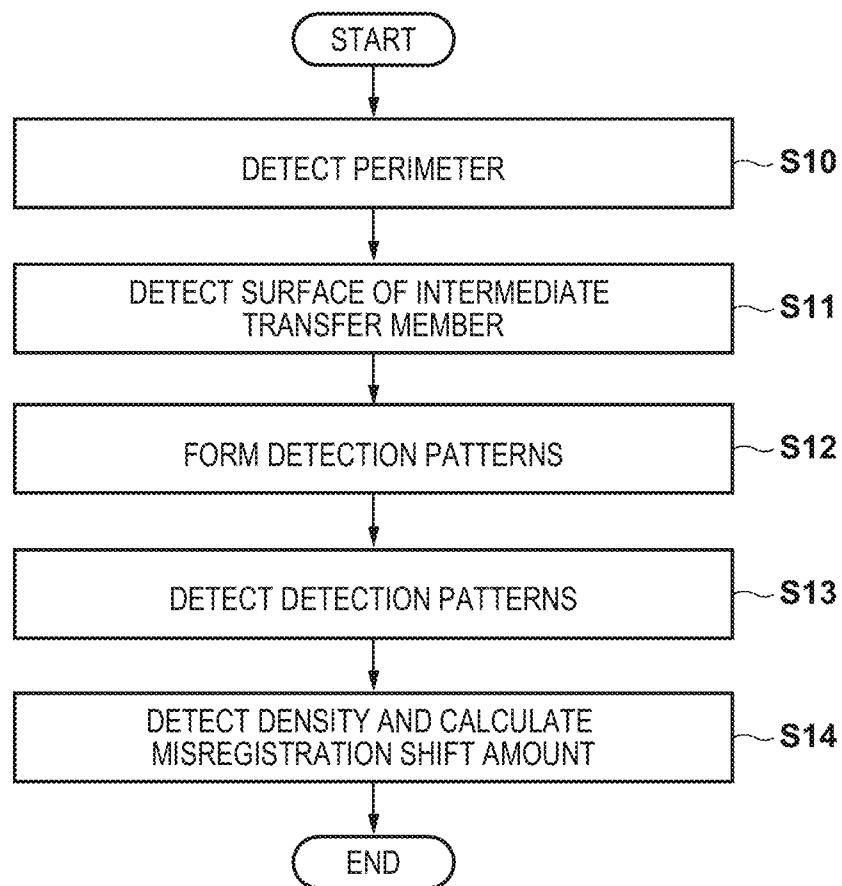 START
DETECT PERIMETER
S10
DETECT SURFACE OF INTERMEDIATE
TRANSFER MEMBER
S11
FORM DETECTION PATTERNS
S12
DETECT DETECTION PATTERNS
S13
DETECT DENSITY AND CALCULATE
MISREGISTRATION SHIFT AMOUNT
S14
END